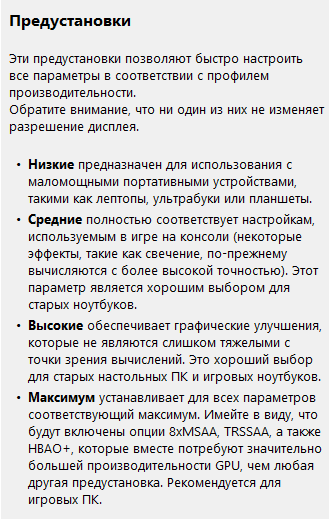 Предустановки
Эти предустановки позволяют быстро настроить
все параметры в соответствии с профилем
производительности.
Обратите внимание, что ни один из них не изменяет
разрешение дисплея.
• Низкие предназначен для использования с
маломощными портативными устройствами,
такими как лептопы, ультрабуки или планшеты.
• Средние полностью соответствует настройкам,
используемым в игре на консоли (некоторые
эффекты, такие как свечение, по-прежнему
вычисляются с более высокой точностью). Этот
параметр является хорошим выбором для
старых ноутбуков.
• Высокие обеспечивает графические улучшения,
которые не являются слишком тяжелыми с
точки зрения вычислений. Это хороший выбор
для старых настольных ПК и игровых ноутбуков.
• Максимум устанавливает для всех параметров
соответствующий максимум. Имейте в виду, что
будут включены опции 8xMSAA, TRSSAA, а также
HBAO+, которые вместе потребуют значительно
большей производительности GPU, чем любая
другая предустановка. Рекомендуется для
игровых ПК.